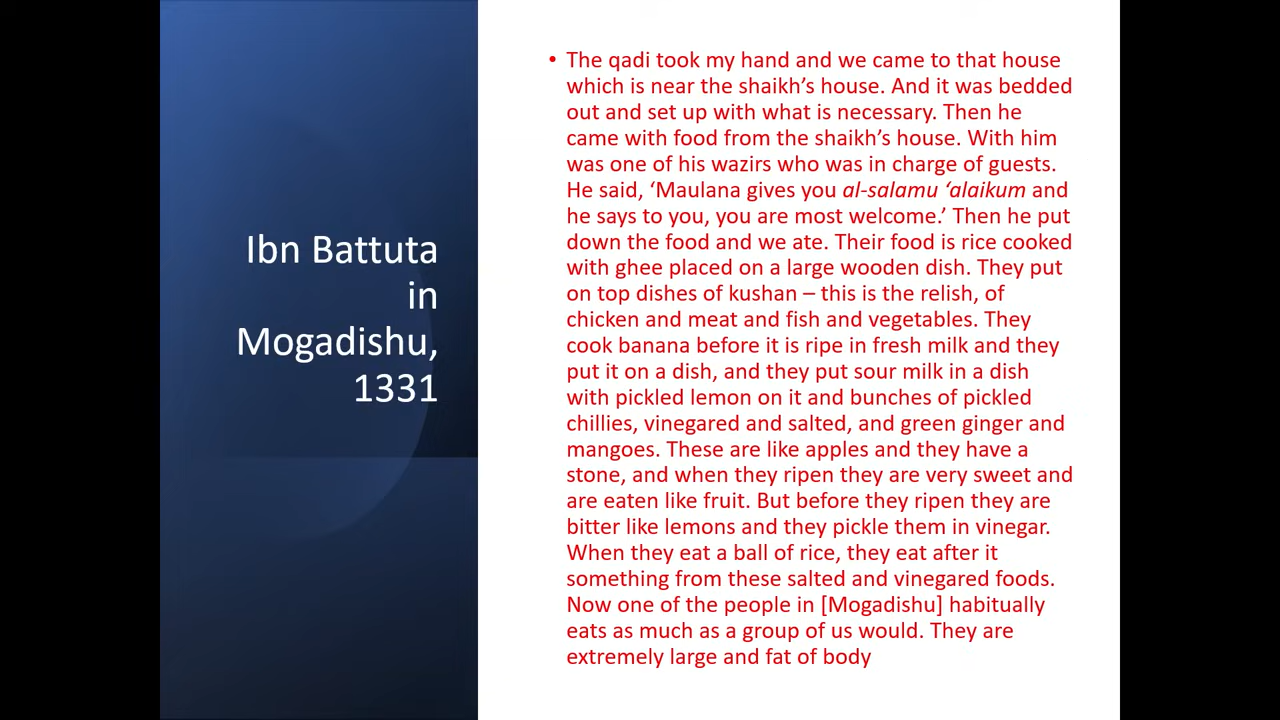 Ibn Battuta
in
Mogadishu,
1331
• The qadi took my hand and we came to that house
which is near the shaikh’s house. And it was bedded
out and set up with what is necessary. Then he
came with food from the shaikh’s house. With him
was one of his wazirs who was in charge of guests.
He said, ‘Maulana gives you al-salamu ‘alaikum and
he says to you, you are most welcome.’ Then he put
down the food and we ate. Their food is rice cooked
with ghee placed on a large wooden dish. They put
on top dishes of kushan – this is the relish, of
chicken and meat and fish and vegetables. They
cook banana before it is ripe in fresh milk and they
put it on a dish, and they put sour milk in a dish
with pickled lemon on it and bunches of pickled
chillies, vinegared and salted, and green ginger and
mangoes. These are like apples and they have a
stone, and when they ripen they are very sweet and
are eaten like fruit. But before they ripen they are
bitter like lemons and they pickle them in vinegar.
When they eat a ball of rice, they eat after it
something from these salted and vinegared foods.
Now one of the people in [Mogadishu] habitually
eats as much as a group of us would. They are
extremely large and fat of body